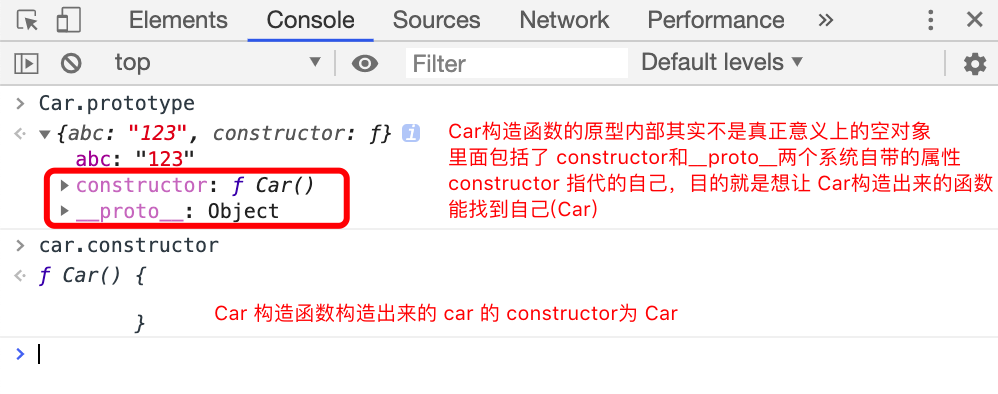 Elements Console Sources Network Performance »
top ▼ Filter Default levels ▼
> Car.prototype
{abc: "123", constructor: ƒ} i
abc: "123"
constructor: ƒ Car()
__proto__: Object
Car构造函数的原型内部其实不是真正意义上的空对象
里面包括了 constructor和__proto__两个系统自带的属性
constructor 指代的自己，目的就是想让 Car构造出来的函数
能找到自己(Car)
> car.constructor
ƒ Car() {
}
Car 构造函数构造出来的 car 的 constructor为 Car
>